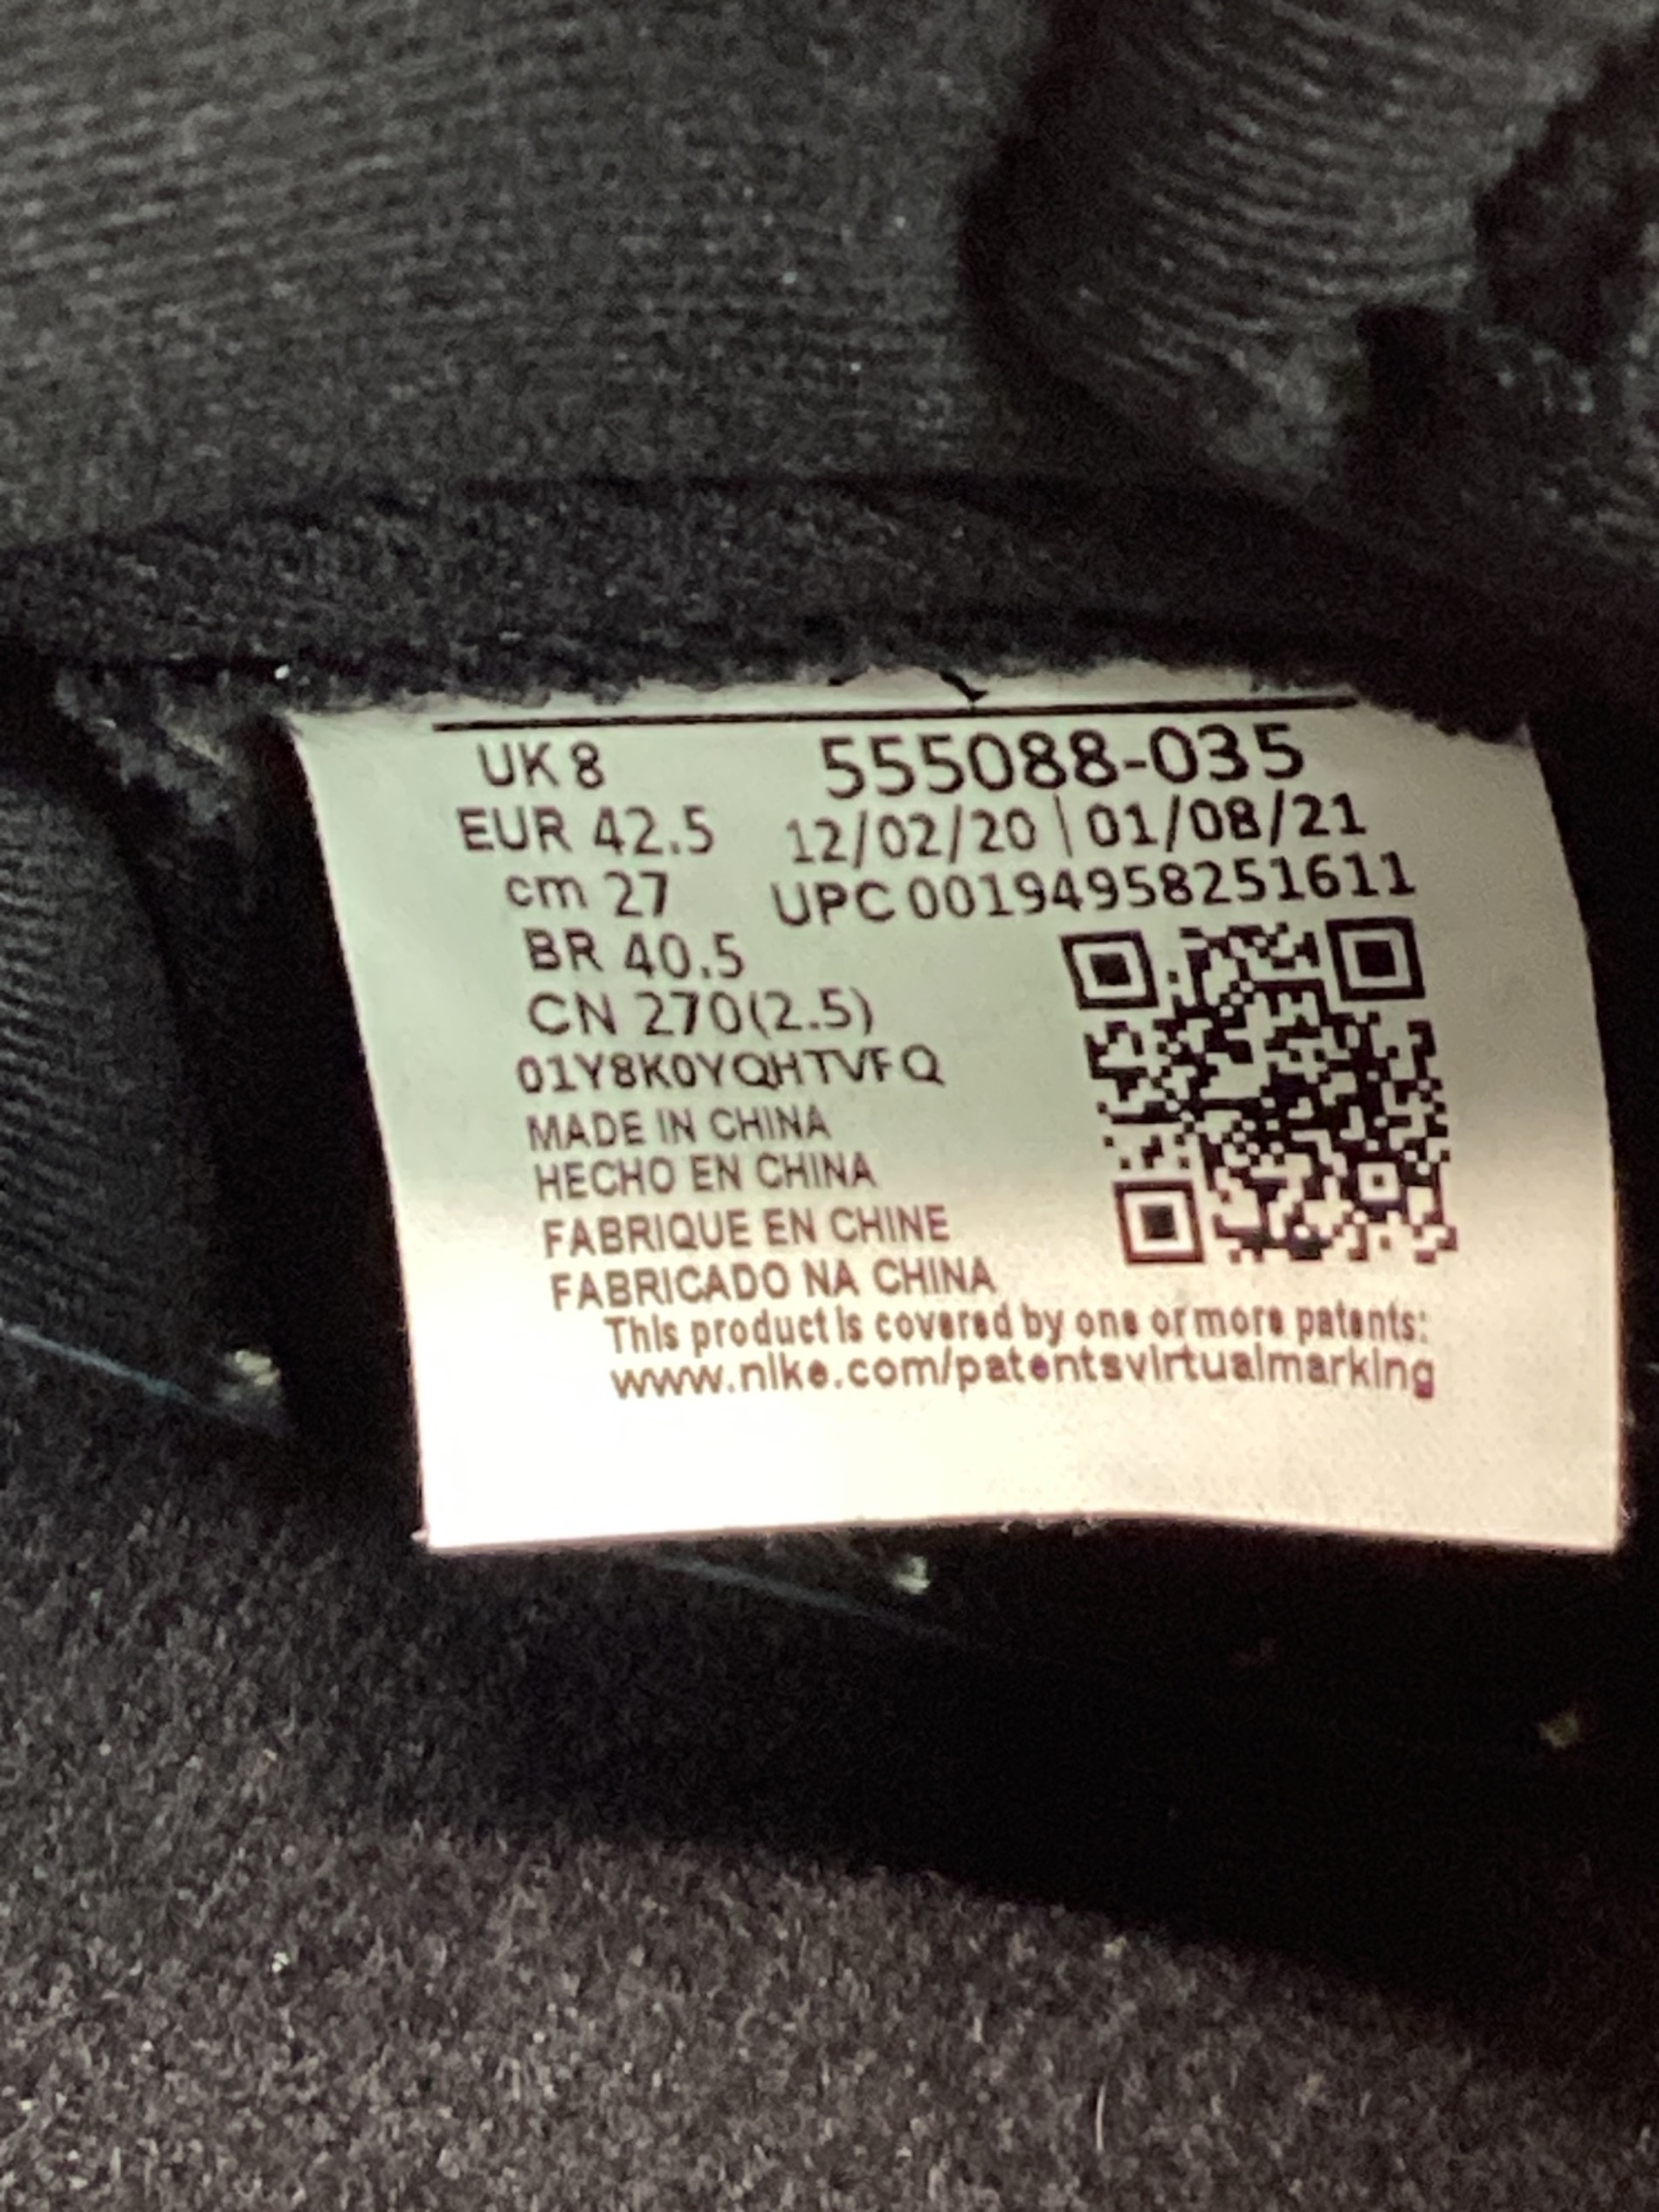 UK 8 555088-035
EUR 42.5 12/02/20 | 01/08/21
cm 27 UPC 00194958251611
BR 40.5
CN 270(2.5)
01Y8K0YQHTVFQ
MADE IN CHINA
HECHO EN CHINA
FABRIQUE EN CHINE
FABRICADO NA CHINA
This product is covered by one or more patents:
www.nike.com/patentsvirtualmarking